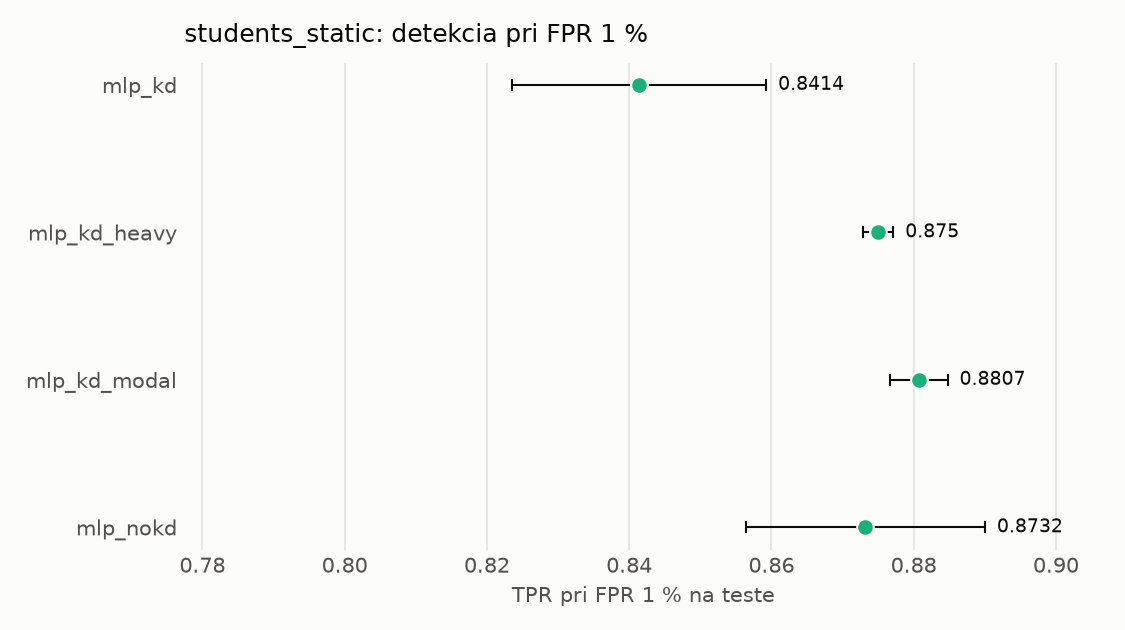 students_static: detekcia pri FPR 1 %
mlp_kd
0.8414
mlp_kd_heavy
0.875
mlp_kd_modal
0.8807
mlp_nokd
0.8732
0.78 0.80 0.82 0.84 0.86 0.88 0.90
TPR pri FPR 1 % na teste